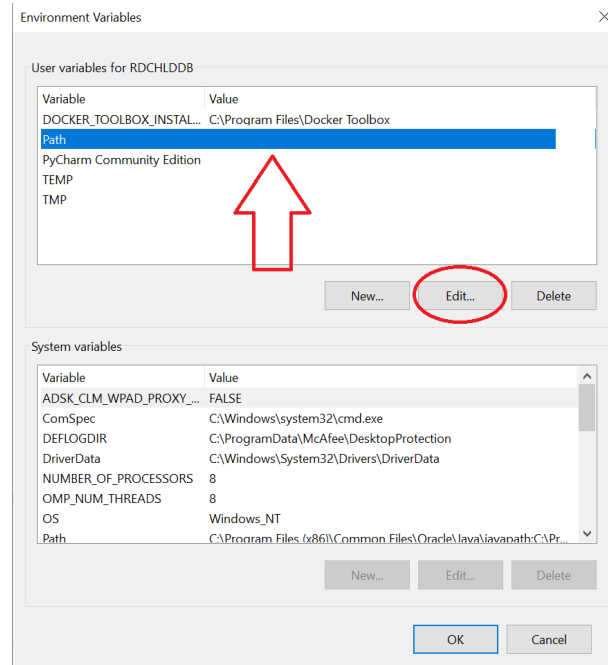 Environment Variables
User variables for RDCHLDDB
Variable Value
DOCKER_TOOLBOX_INSTAL... C:\Program Files\Docker Toolbox
Path
PyCharm Community Edition
TEMP
TMP
New... Edit... Delete
System variables
Variable Value
ADSK_CLM_WPAD_PROXY_... FALSE
ComSpec C:\Windows\system32\cmd.exe
DEFLOGDIR C:\ProgramData\McAfee\DesktopProtection
DriverData C:\Windows\System32\Drivers\DriverData
NUMBER_OF_PROCESSORS 8
OMP_NUM_THREADS 8
OS Windows_NT
Path C:\Program Files (x86)\Common Files\Oracle\Java\javapath;C:\Pr...
New... Edit... Delete
OK Cancel